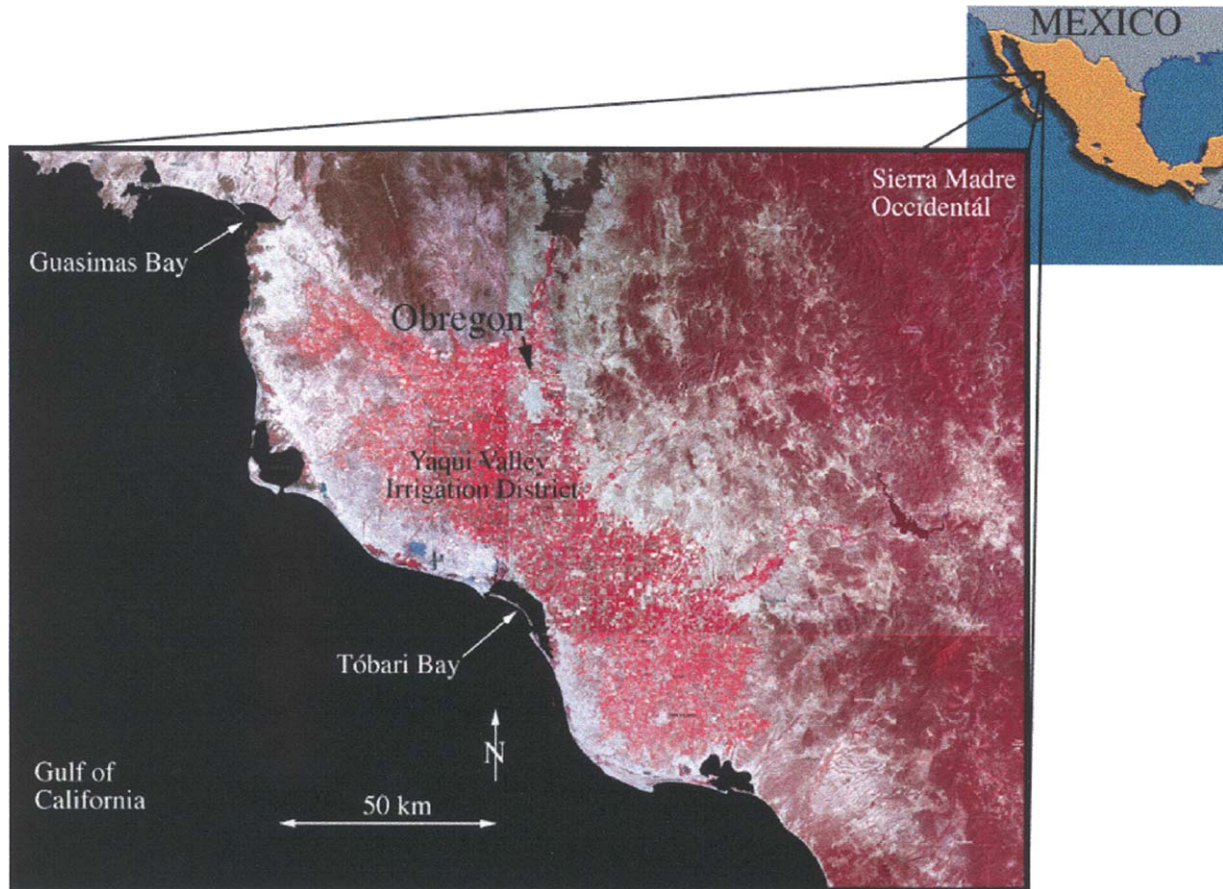 MEXICO
Sierra Madre
Occidentál
Guasimas Bay
Obregon
Yaqui Valley
Irrigation District
Tóbari Bay
N
Gulf of
California
50 km